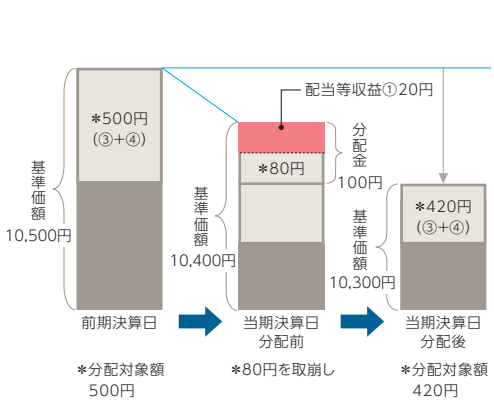 配当等収益①20円
*500円
(③+④)
分配金
100円
*80円
*420円
(③+④)
基準価額
10,500円
基準価額
10,400円
基準価額
10,300円
前期決算日
当期決算日
分配前
当期決算日
分配後
*分配対象額
500円
*80円を取崩し
*分配対象額
420円